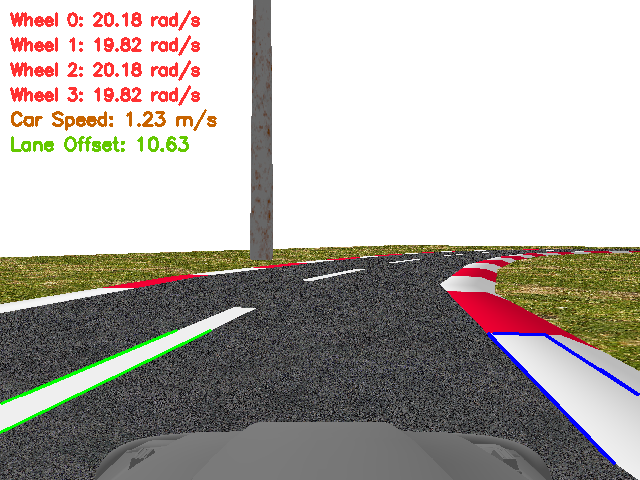 Wheel 0: 20.18 rad/s
Wheel 1: 19.82 rad/s
Wheel 2: 20.18 rad/s
Wheel 3: 19.82 rad/s
Car Speed: 1.23 m/s
Lane Offset: 10.63